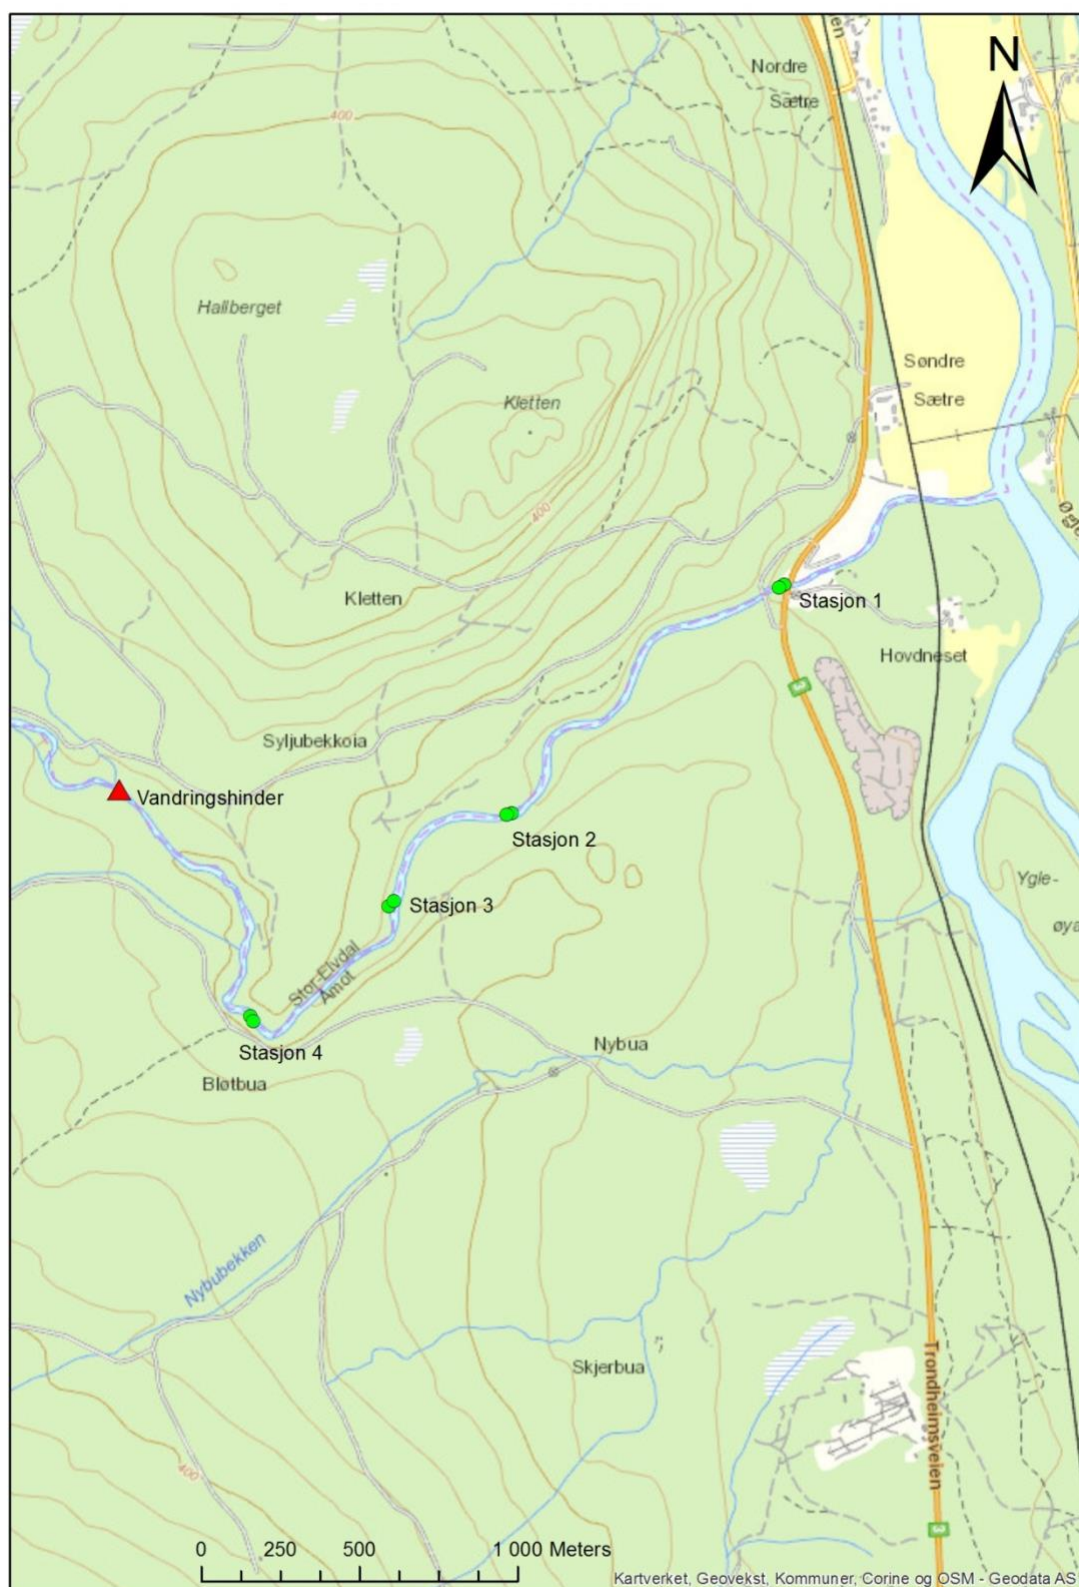 N
Nordre
Sætre
400
Hallberget
Kletten
Søndre
Sætre
400
Kletten
Stasjon 1
Hovdneset
3
Syljubekkoia
Vandringshinder
Stasjon 2
Stasjon 3
Ygle-
øya
Stor-Elvdal
Åmot
Stasjon 4
Nybua
Bløtbua
Nybubekken
Skjerbua
Trondheimsveien
400
3
0 250 500 1 000 Meters
Kartverket, Geovekst, Kommuner, Corine og OSM - Geodata AS